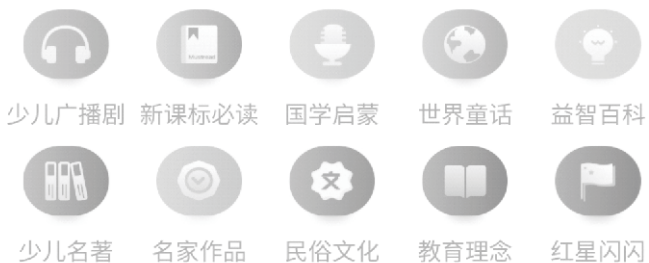 少儿广播剧 新课标必读 国学启蒙 世界童话 益智百科
文
少儿名著 名家作品 民俗文化 教育理念 红星闪闪